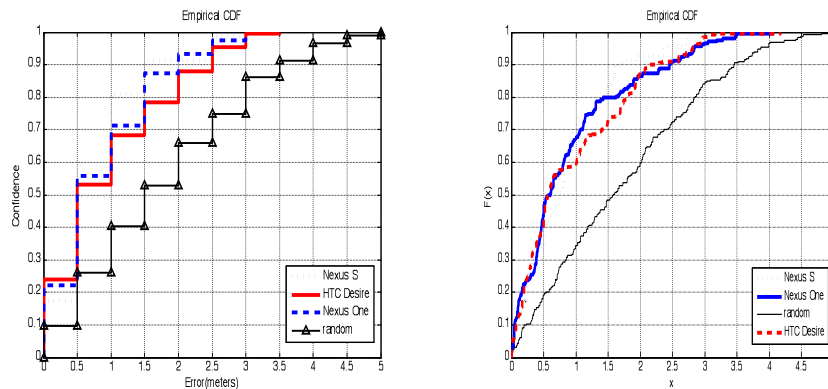 Empirical CDF
1
0.9
0.8
0.7
0.6
0.5
0.4
0.3
0.2
0.1
0
Confidence
0 0.5 1 1.5 2 2.5 3 3.5 4 4.5 5
Error(meters)
Nexus S
HTC Desire
Nexus One
random
Empirical CDF
1
0.9
0.8
0.7
0.6
0.5
0.4
0.3
0.2
0.1
0
F(x)
0 0.5 1 1.5 2 2.5 3 3.5 4 4.5
x
Nexus S
Nexus One
random
HTC Desire